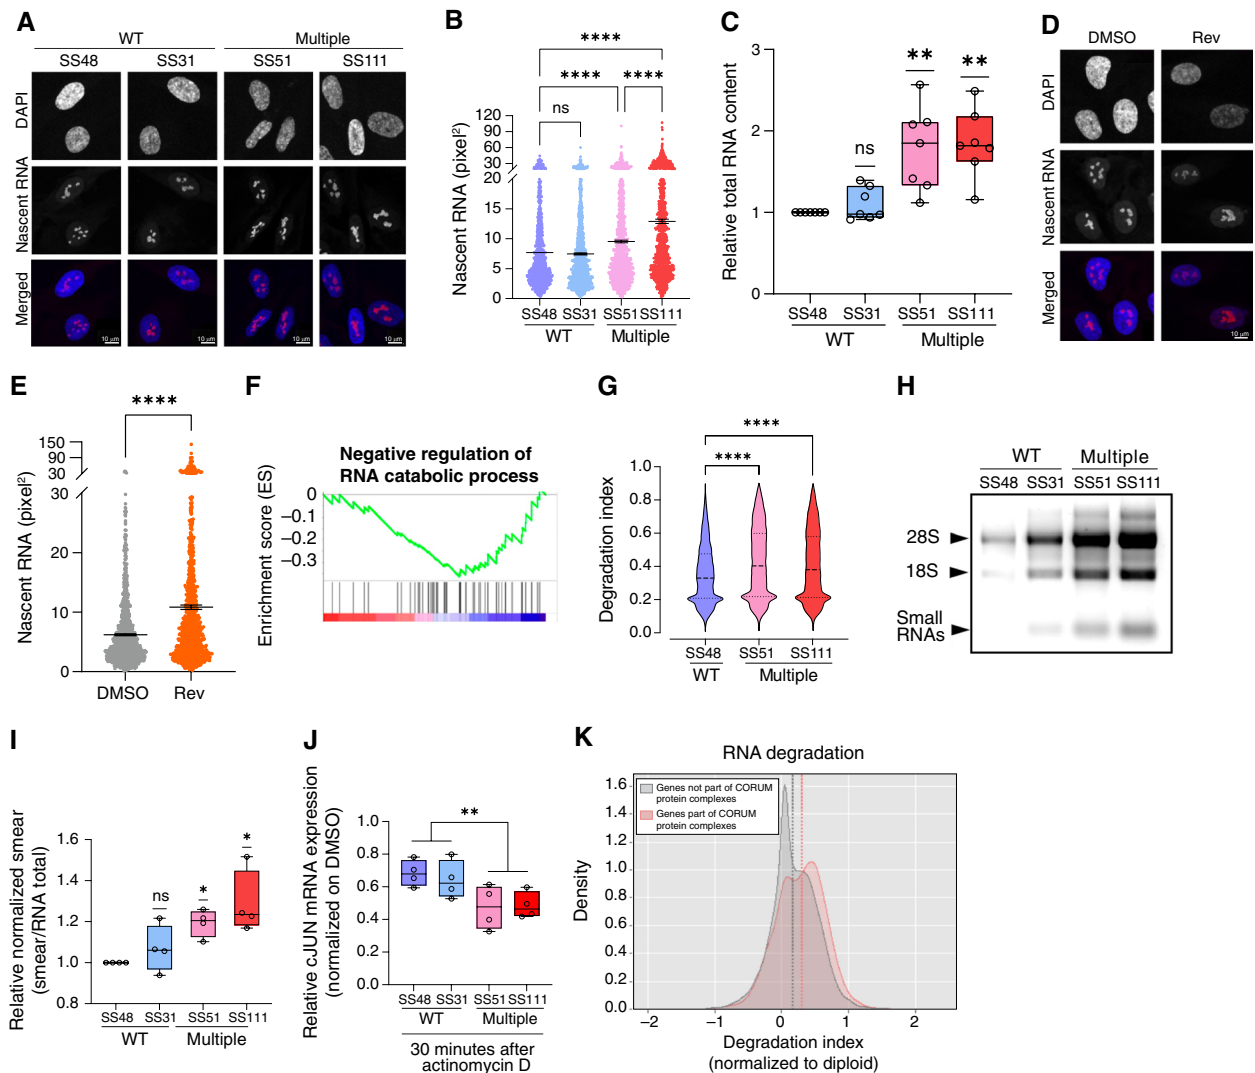 A
WT
Multiple
SS48
SS31
SS51
SS111
DAPI
Nascent RNA
Merged
10 µm
10 µm
10 µm
10 µm
B
****
**** ****
ns
Nascent RNA (pixel²)
120
90
60
30
20
15
10
5
0
SS48 SS31 SS51 SS111
WT Multiple
C
** **
ns
Relative total RNA content
3
2
1
0
SS48 SS31 SS51 SS111
WT Multiple
D
DMSO Rev
DAPI
Nascent RNA
Merged
10 µm
E
****
Nascent RNA (pixel²)
150
90
30
30
20
10
0
DMSO Rev
F
Negative regulation of
RNA catabolic process
Enrichment score (ES)
0
−0.1
−0.2
−0.3
G
****
****
Degradation index
1.0
0.8
0.6
0.4
0.2
0.0
SS48 SS51 SS111
WT Multiple
H
WT Multiple
SS48 SS31 SS51 SS111
28S
18S
Small
RNAs
I
Relative normalized smear
(smear/RNA total)
1.6
1.4
1.2
1.0
0.8
ns
*
*
SS48 SS31 SS51 SS111
WT Multiple
J
Relative cJUN mRNA expression
(normalized on DMSO)
1.0
0.8
0.6
0.4
0.2
0.0
**
SS48 SS31 SS51 SS111
WT Multiple
30 minutes after
actinomycin D
K
RNA degradation
Genes not part of CORUM
protein complexes
Genes part of CORUM
protein complexes
Density
1.6
1.4
1.2
1.0
0.8
0.6
0.4
0.2
0.0
−2 −1 0 1 2
Degradation index
(normalized to diploid)